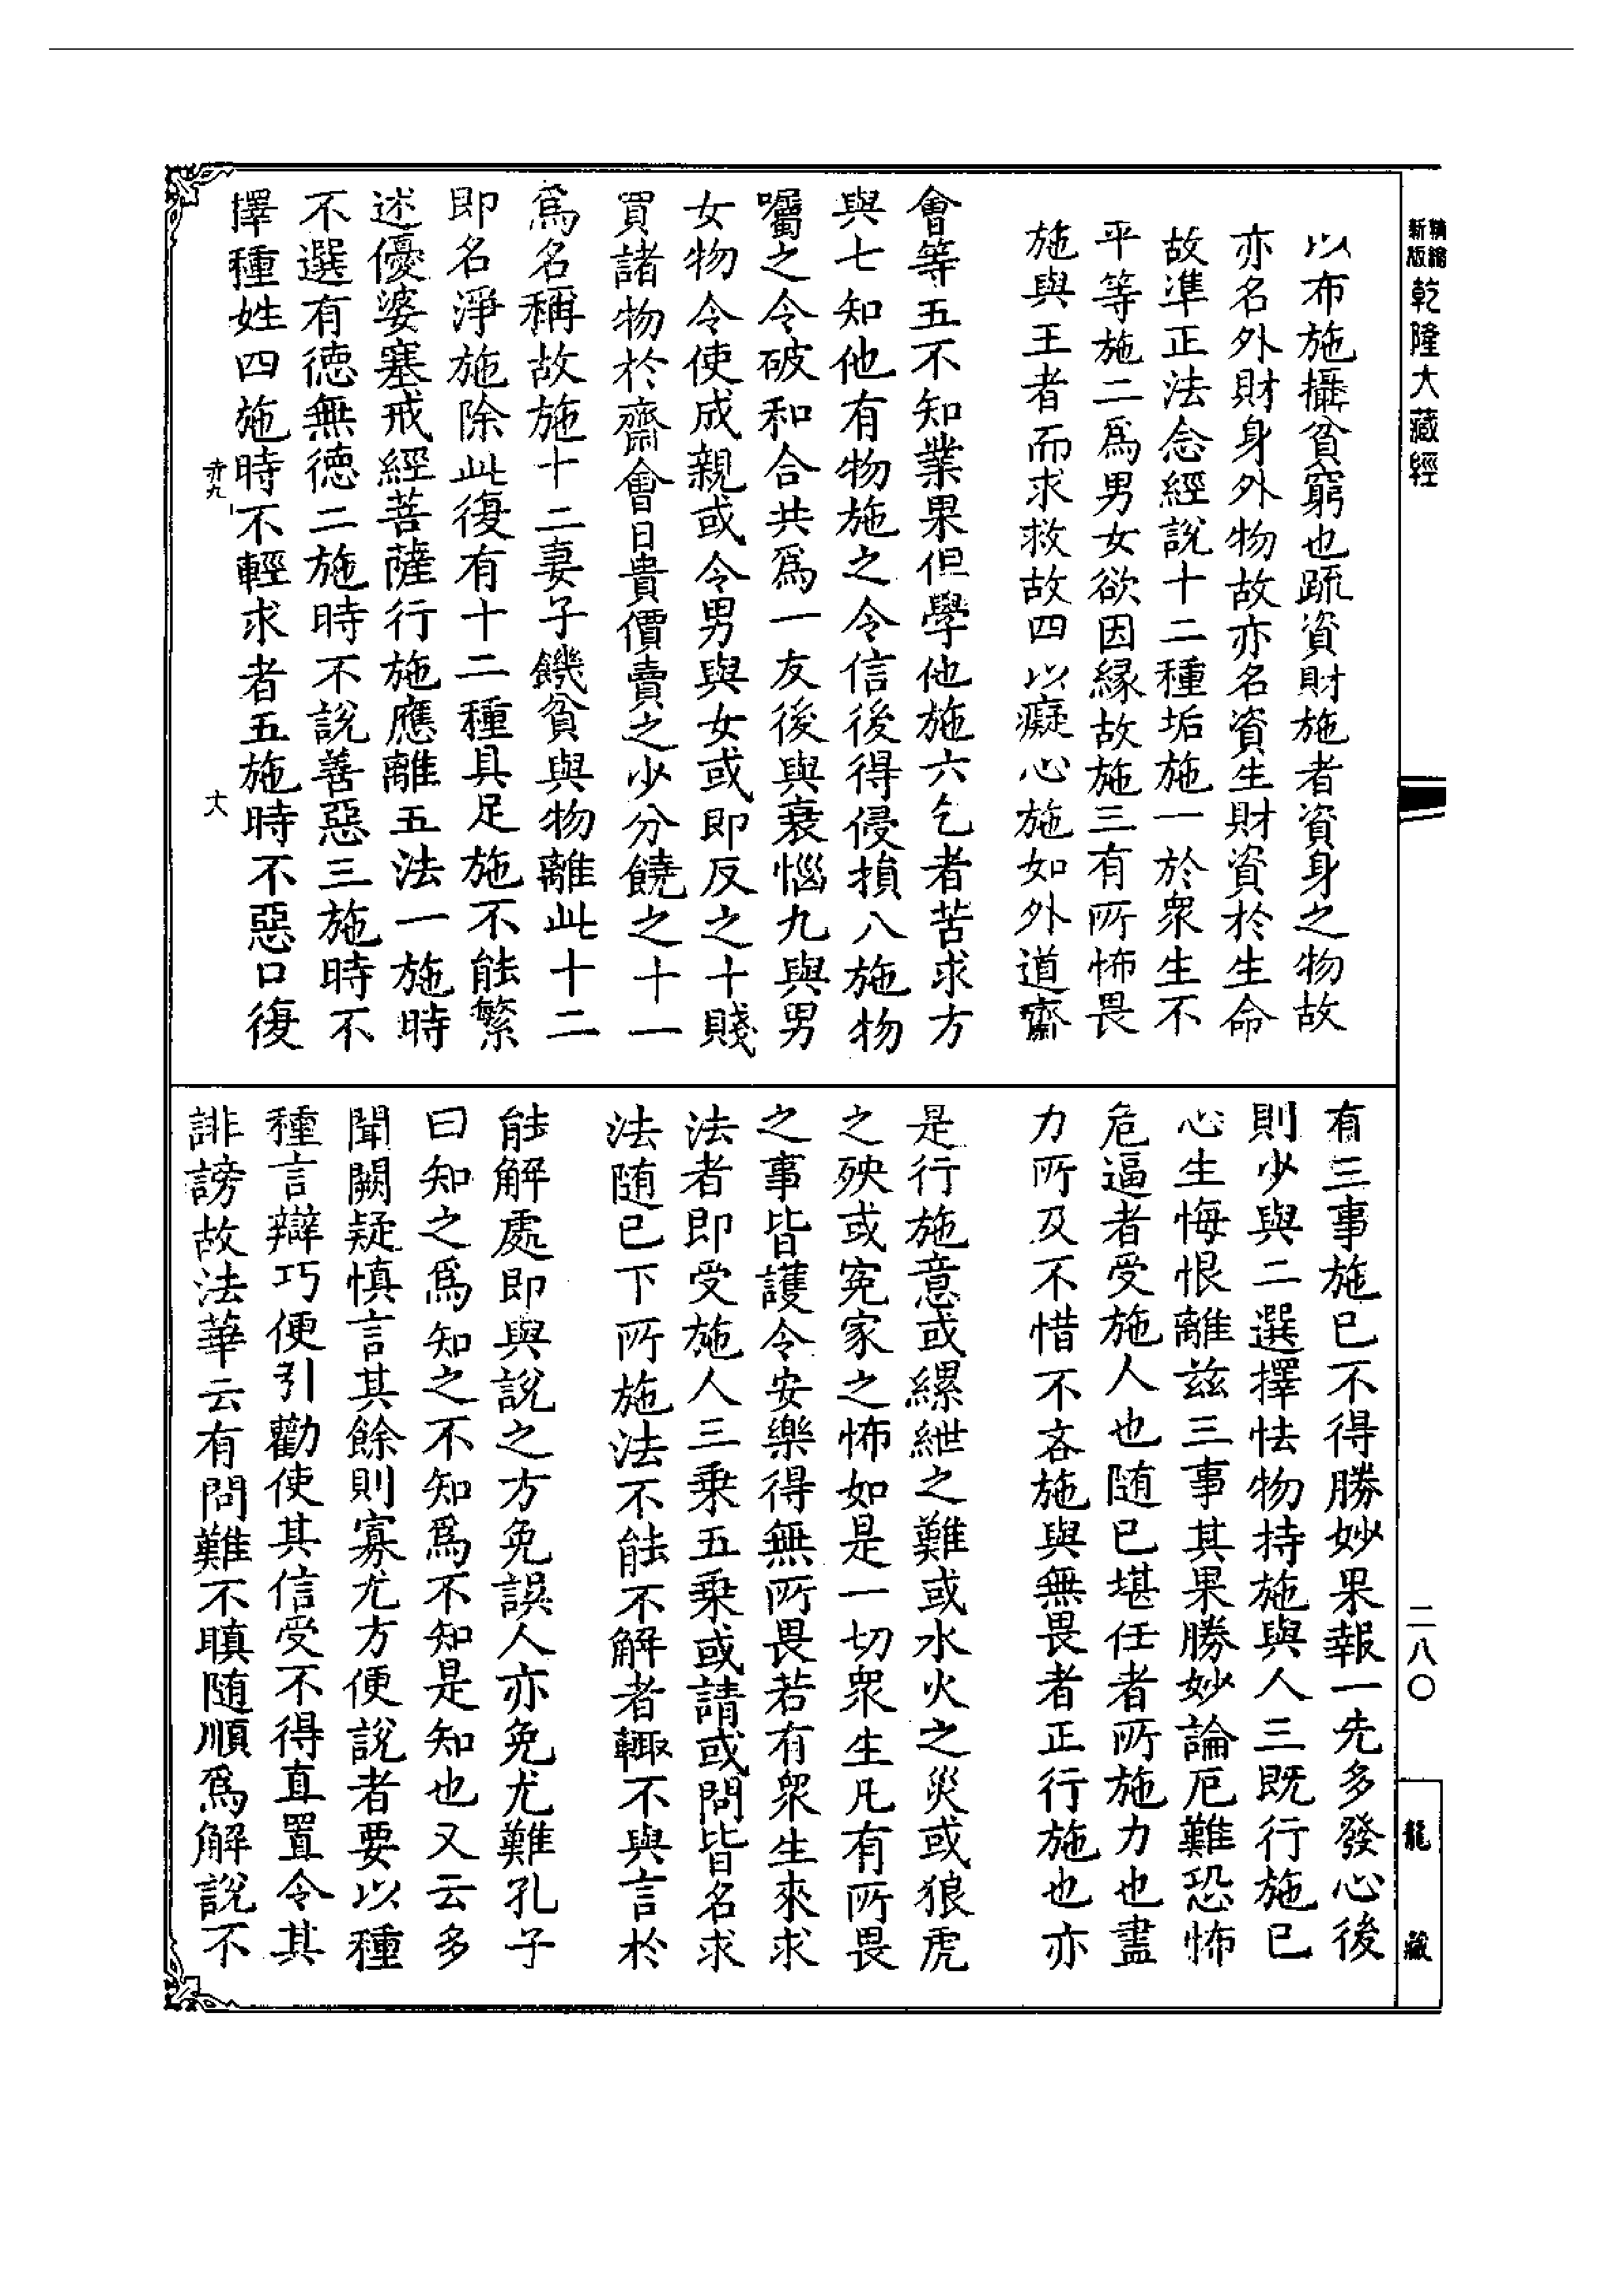 精縮新版乾隆大藏經
以布施攝貧窮也䟽資財施者資身之物故
亦名外財身外物故亦名資生財資於生命
故準正法念經說十二種垢施一於衆生不
平等施二爲男女欲因縁故施三有所怖畏
施與王者而求救故四以癡心施如外道齋
會等五不知業果但學他施六乞者苦求方
與七知他有物施之令信後得侵損八施物
囑之令破和合共爲一友後與衰惱九與男
女物令使成親或令男與女或即反之十賤
買諸物於齋會日貴價賣之少分饒之十一
爲名稱故施十二妻子饑貧與物離此十二
即名淨施除此復有十二種具足施不能繁
述優婆塞戒經菩薩行施應離五法一施時
不選有德無德二施時不說善惡三施時不
擇種姓四施時不輕求者五施時不惡口復
有三事施已不得勝妙果報一先多發心後
則少與二選擇怯物持施與人三既行施已
心生悔恨離兹三事其果勝妙論厄難恐怖
危逼者受施人也随已堪任者所施力也盡
力所及不惜不吝施與無畏者正行施也亦
是行施意或縲紲之難或水火之災或狼虎
之殃或寃家之怖如是一切衆生凡有所畏
之事皆護令安樂得無所畏若有衆生來求
法者即受施人三乗五乗或請或問皆名求
法随已下所施法不能不解者輙不與言於
能解處即與說之方免誤人亦免尤難孔子
曰知之爲知之不知爲不知是知也又云多
聞闕疑慎言其餘則寡尤方便說者要以種
種言辯巧便引勸使其信受不得直置令其
誹謗故法華云有問難不瞋随順爲解說不
二八〇
龍藏